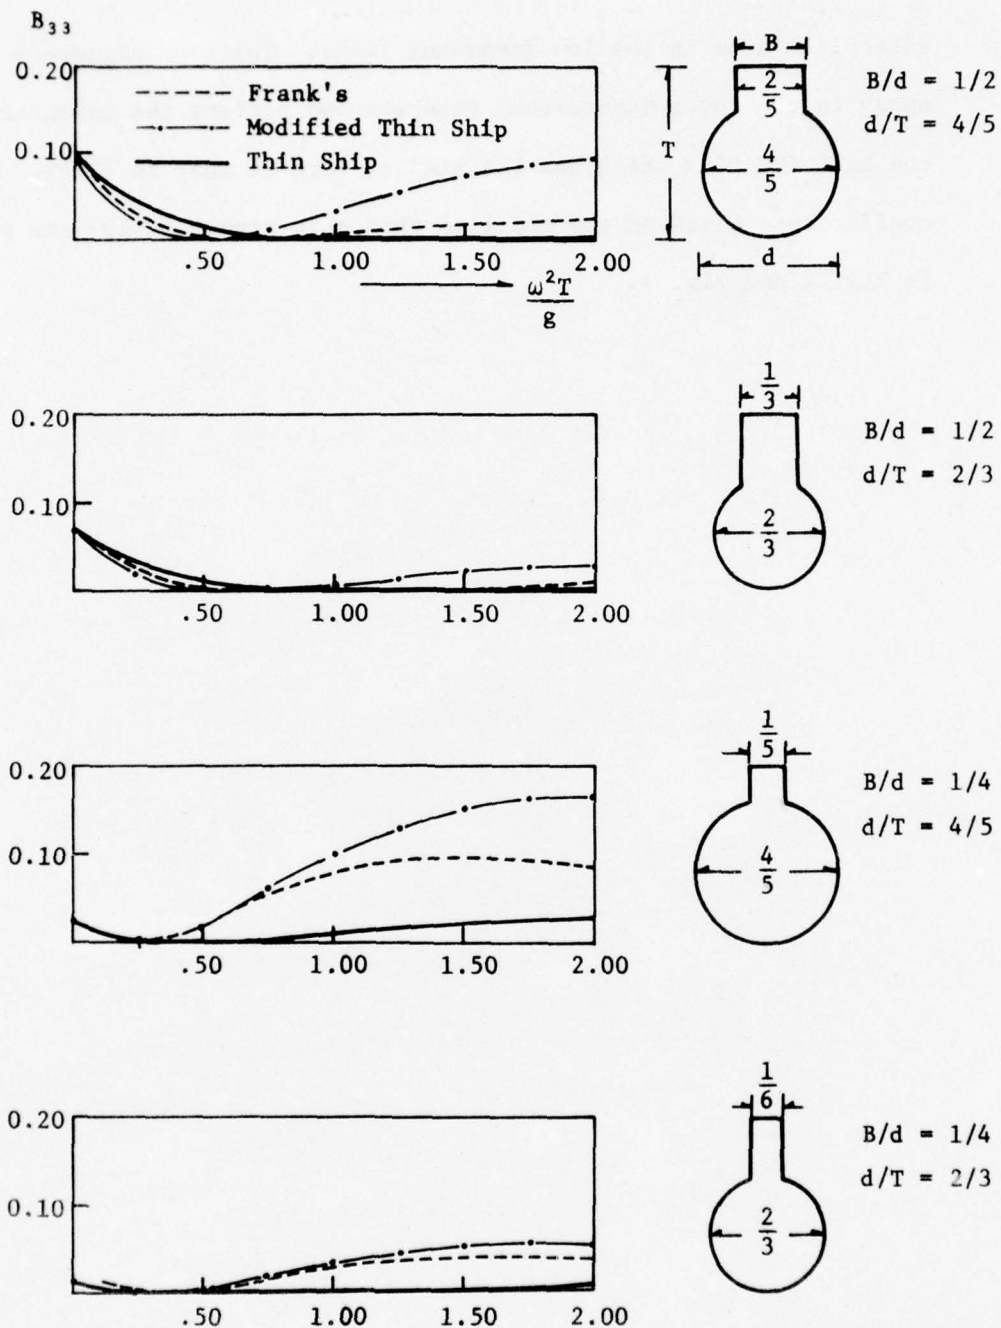 B₃₃
0.20
0.10
Frank's
Modified Thin Ship
Thin Ship
.50 1.00 1.50 2.00
ω²T
g
B
2
5
T
4
5
d
B/d = 1/2
d/T = 4/5
0.20
0.10
.50 1.00 1.50 2.00
1
3
2
3
B/d = 1/2
d/T = 2/3
0.20
0.10
.50 1.00 1.50 2.00
1
5
4
5
B/d = 1/4
d/T = 4/5
0.20
0.10
.50 1.00 1.50 2.00
1
6
2
3
B/d = 1/4
d/T = 2/3